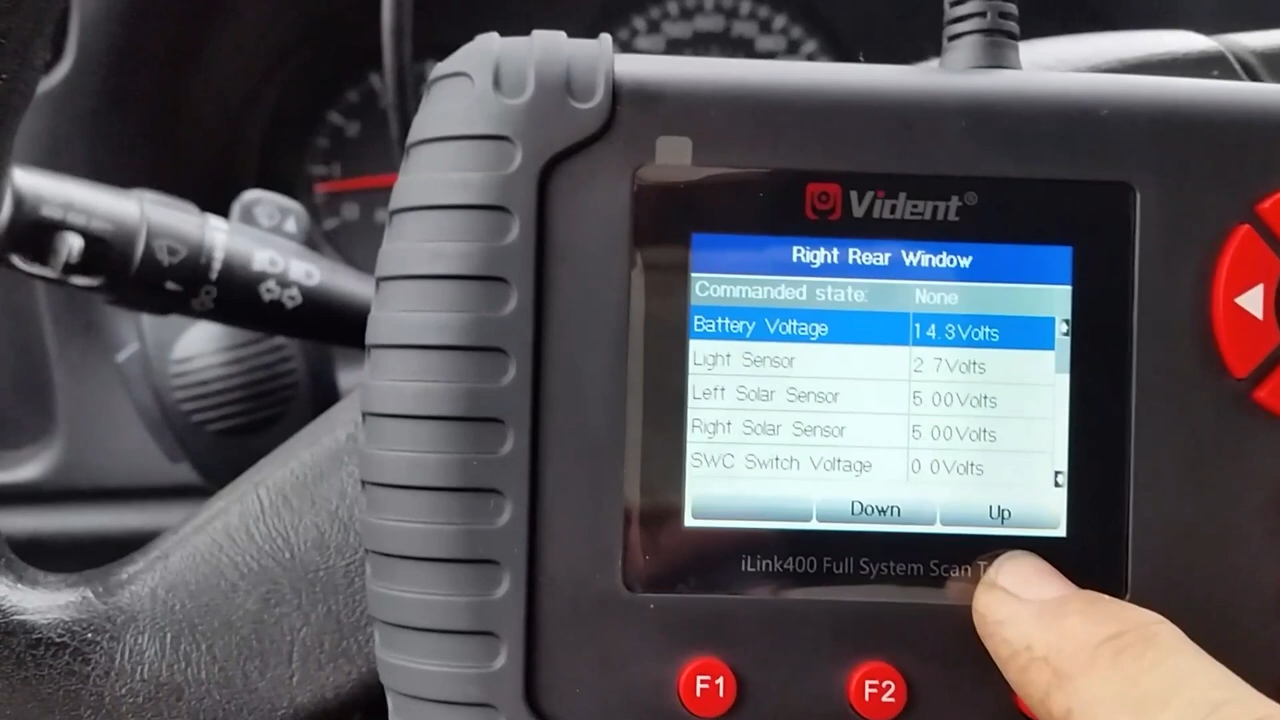 Vident®
Right Rear Window
Commanded state: None
Battery Voltage 14.3Volts
Light Sensor 2 7Volts
Left Solar Sensor 5 00Volts
Right Solar Sensor 5 00Volts
SWC Switch Voltage 0 0Volts
Down Up
iLink400 Full System Scan
F1 F2